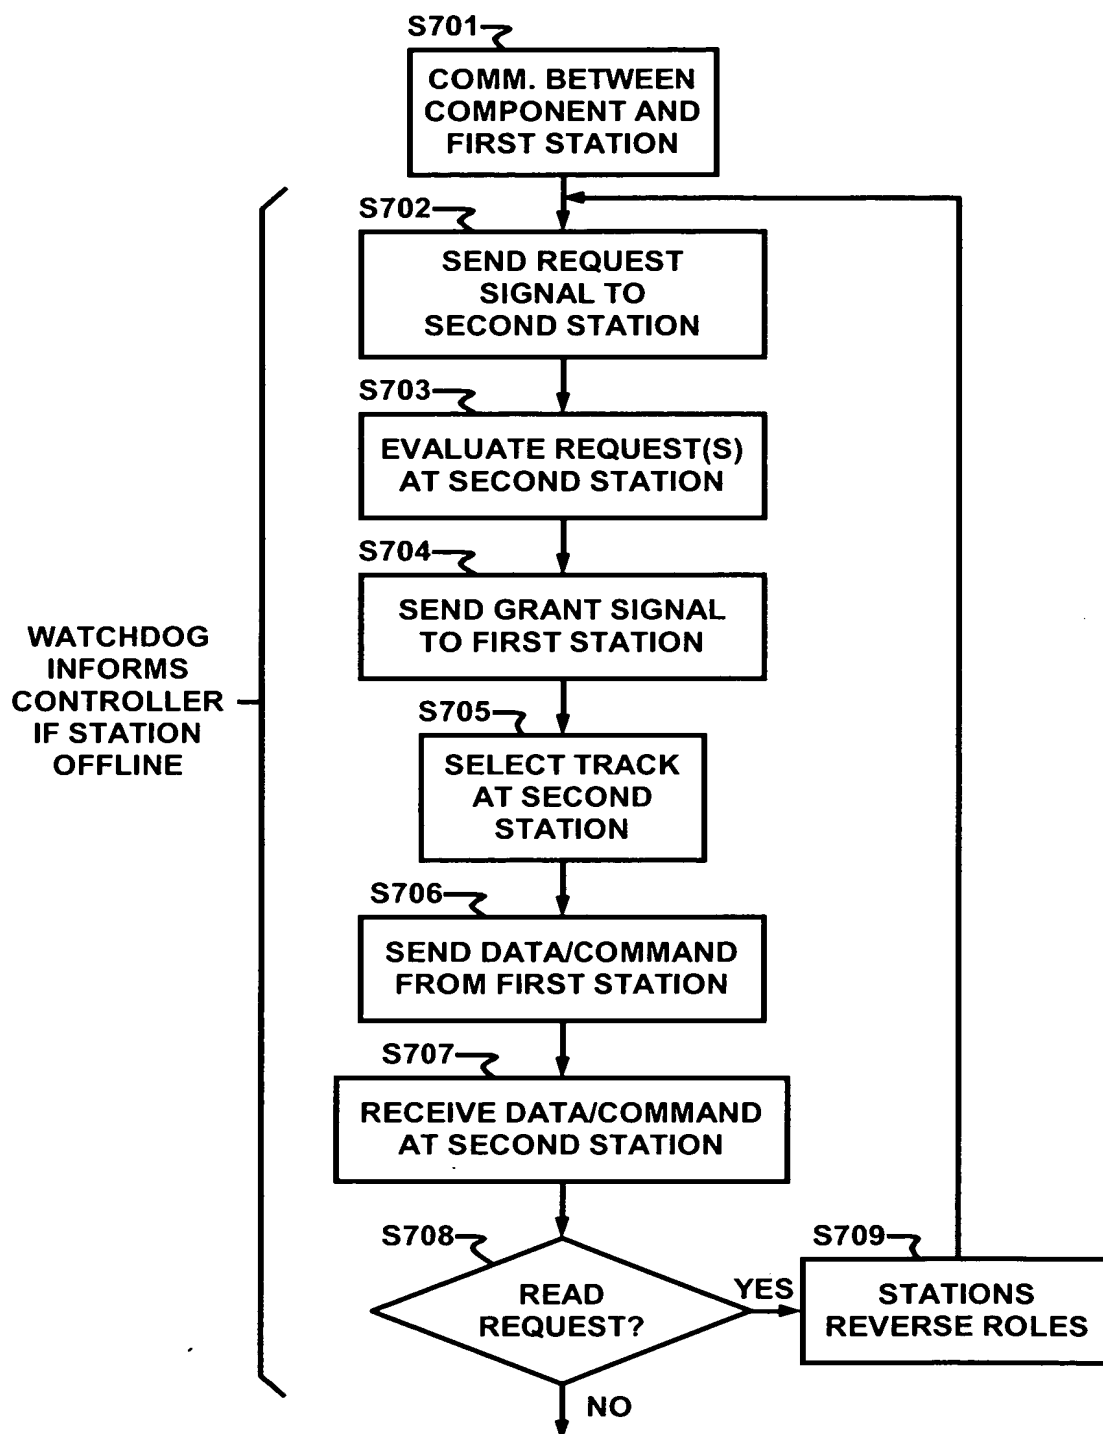 S701
COMM. BETWEEN
COMPONENT AND
FIRST STATION
S702
SEND REQUEST
SIGNAL TO
SECOND STATION
S703
EVALUATE REQUEST(S)
AT SECOND STATION
S704
SEND GRANT SIGNAL
TO FIRST STATION
WATCHDOG
INFORMS
CONTROLLER
IF STATION
OFFLINE
S705
SELECT TRACK
AT SECOND
STATION
S706
SEND DATA/COMMAND
FROM FIRST STATION
S707
RECEIVE DATA/COMMAND
AT SECOND STATION
S708
READ
REQUEST?
YES
S709
STATIONS
REVERSE ROLES
NO